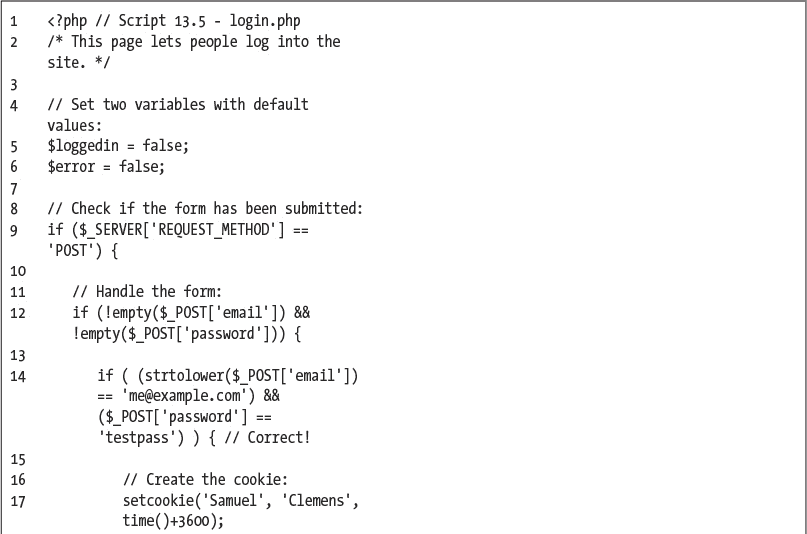 1 <?php // Script 13.5 - login.php
2 /* This page lets people log into the
site. */
3
4 // Set two variables with default
values:
5 $loggedin = false;
6 $error = false;
7
8 // Check if the form has been submitted:
9 if ($_SERVER['REQUEST_METHOD'] ==
'POST') {
10
11 // Handle the form:
12 if (!empty($_POST['email']) &&
!empty($_POST['password'])) {
13
14 if ( (strtolower($_POST['email'])
== 'me@example.com') &&
($_POST['password'] ==
'testpass') ) { // Correct!
15
16 // Create the cookie:
17 setcookie('Samuel', 'Clemens',
time()+3600);